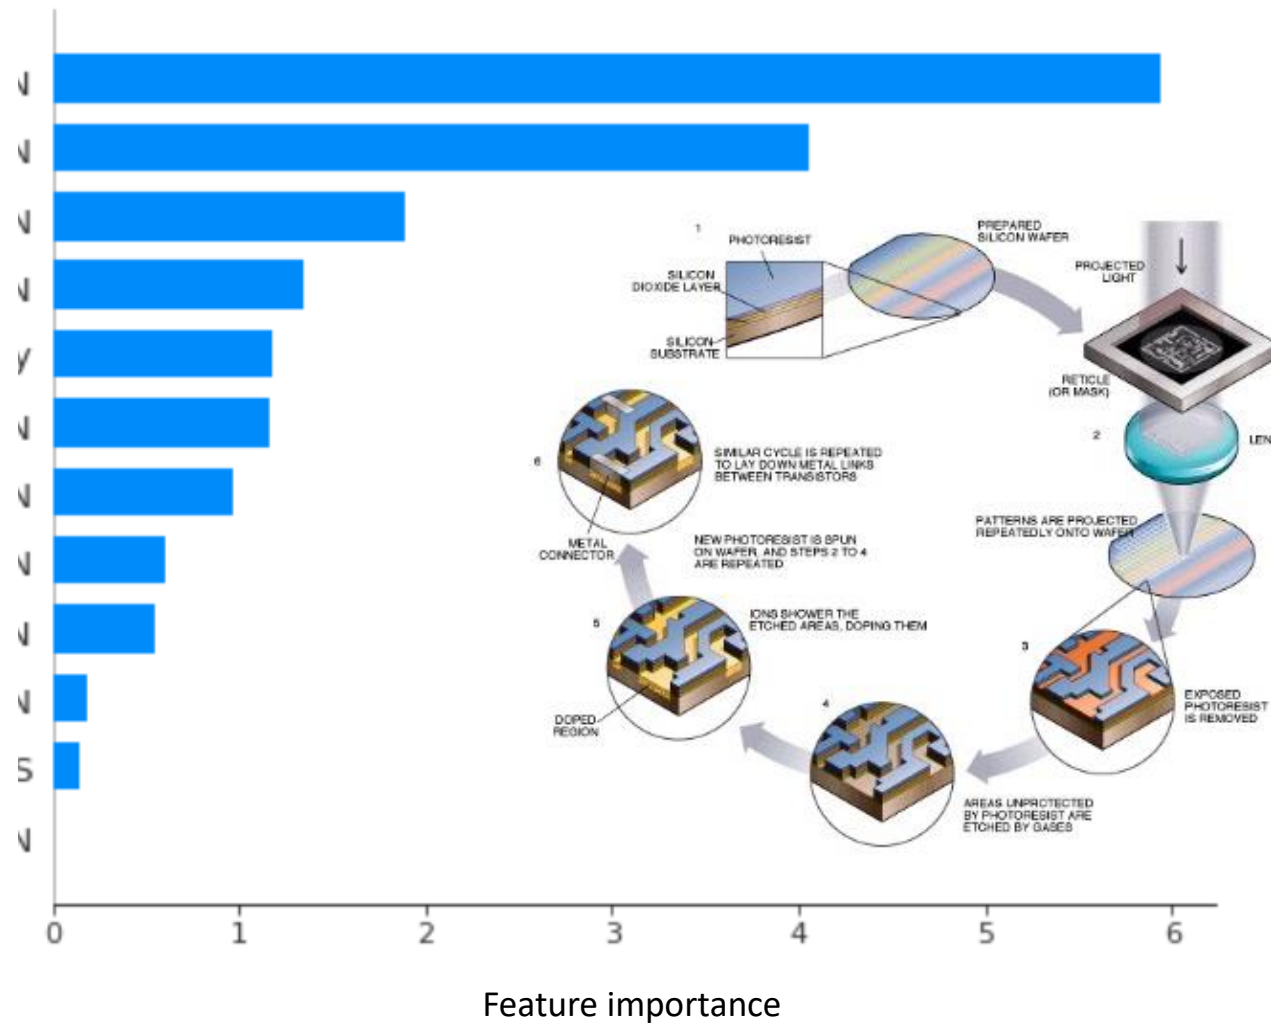 N
N
N
N
y
N
N
N
N
N
S
N
0 1 2 3 4 5 6
Feature importance
1
PHOTORESIST
SILICON
DIOXIDE LAYER
SILICON
SUBSTRATE
PREPARED
SILICON WAFER
PROJECTED
LIGHT
RETICLE
(OR MASK)
2
LEN
PATTERNS ARE PROJECTED
REPEATEDLY ONTO WAFER
3
EXPOSED
PHOTORESIST
IS REMOVED
4
AREAS UNPROTECTED
BY PHOTORESIST ARE
ETCHED BY GASES
5
IONS SHOWER THE
ETCHED AREAS, DOPING THEM
DOPED
REGION
NEW PHOTORESIST IS SPUN
ON WAFER, AND STEPS 2 TO 4
ARE REPEATED
6
SIMILAR CYCLE IS REPEATED
TO LAY DOWN METAL LINKS
BETWEEN TRANSISTORS
METAL
CONNECTOR